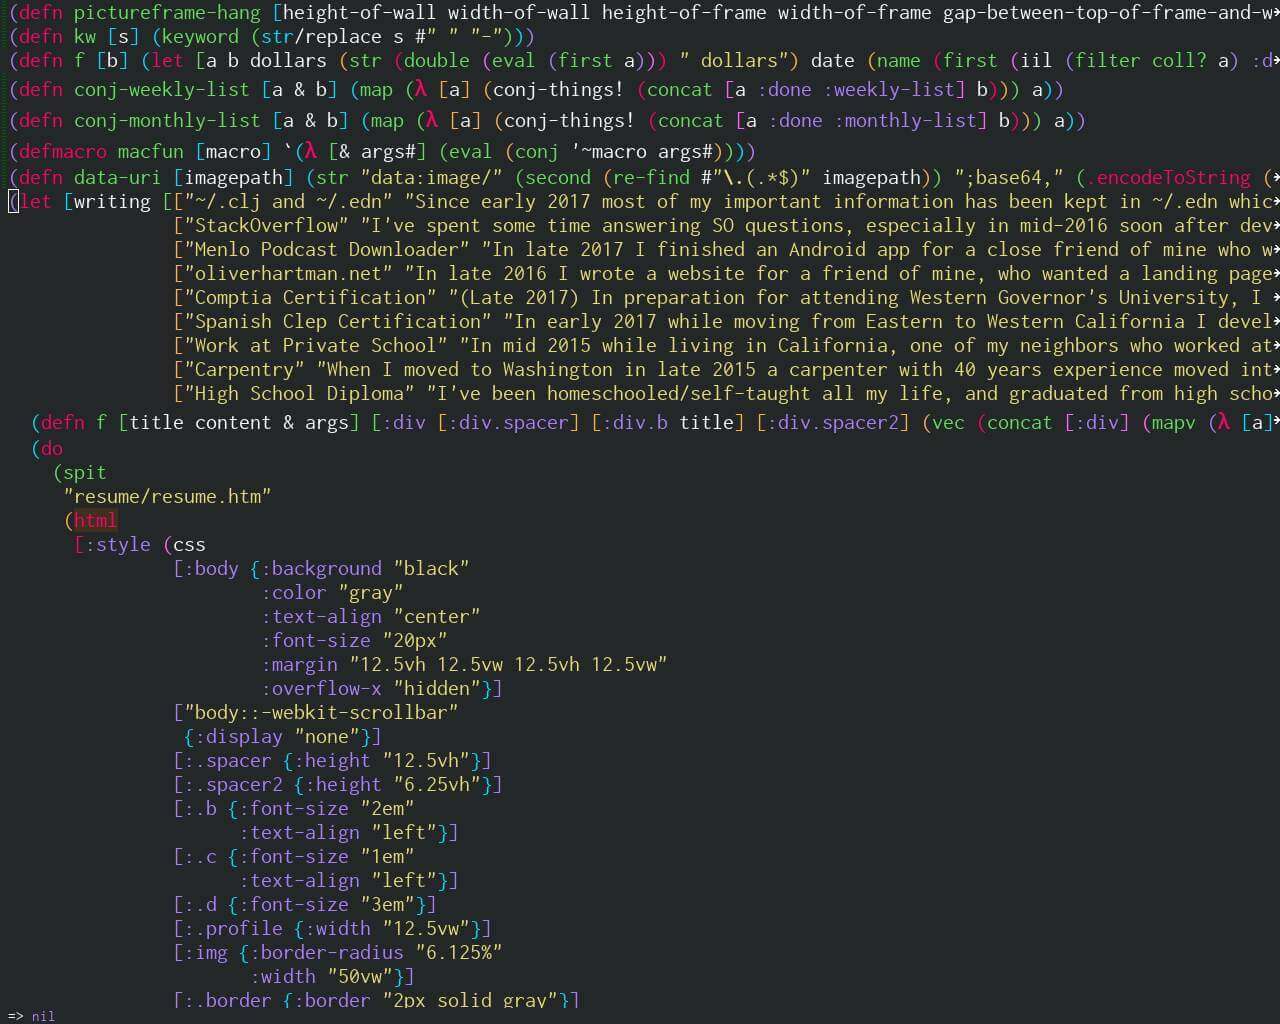 (defn pictureframe-hang [height-of-wall width-of-wall height-of-frame width-of-frame gap-between-top-of-frame-and-w
(defn kw [s] (keyword (str/replace s #" " "-")))
(defn f [b] (let [a b dollars (str (double (eval (first a))) " dollars") date (name (first (iil (filter coll? a) :d
(defn conj-weekly-list [a & b] (map (λ [a] (conj-things! (concat [a :done :weekly-list] b))) a))
(defn conj-monthly-list [a & b] (map (λ [a] (conj-things! (concat [a :done :monthly-list] b))) a))
(defmacro macfun [macro] `(λ [& args#] (eval (conj '~macro args#))))
(defn data-uri [imagepath] (str "data:image/" (second (re-find #"\.(.*$)" imagepath)) ";base64," (.encodeToString (
(let [writing [["~/.clj and ~/.edn" "Since early 2017 most of my important information has been kept in ~/.edn whic
["StackOverflow" "I've spent some time answering SO questions, especially in mid-2016 soon after dev
["Menlo Podcast Downloader" "In late 2017 I finished an Android app for a close friend of mine who w
["oliverhartman.net" "In late 2016 I wrote a website for a friend of mine, who wanted a landing page
["Comptia Certification" "(Late 2017) In preparation for attending Western Governor's University, I
["Spanish Clep Certification" "In early 2017 while moving from Eastern to Western California I devel
["Work at Private School" "In mid 2015 while living in California, one of my neighbors who worked at
["Carpentry" "When I moved to Washington in late 2015 a carpenter with 40 years experience moved int
["High School Diploma" "I've been homeschooled/self-taught all my life, and graduated from high scho
(defn f [title content & args] [:div [:div.spacer] [:div.b title] [:div.spacer2] (vec (concat [:div] (mapv (λ [a]
(do
(spit
"resume/resume.htm"
(html
[:style (css
[:body {:background "black"
:color "gray"
:text-align "center"
:font-size "20px"
:margin "12.5vh 12.5vw 12.5vh 12.5vw"
:overflow-x "hidden"}]
["body::-webkit-scrollbar"
{:display "none"}]
[:.spacer {:height "12.5vh"}]
[:.spacer2 {:height "6.25vh"}]
[:.b {:font-size "2em"
:text-align "left"}]
[:.c {:font-size "1em"
:text-align "left"}]
[:.d {:font-size "3em"}]
[:.profile {:width "12.5vw"}]
[:img {:border-radius "6.125%"
:width "50vw"}]
[:.border {:border "2px solid gray"}]
=> nil